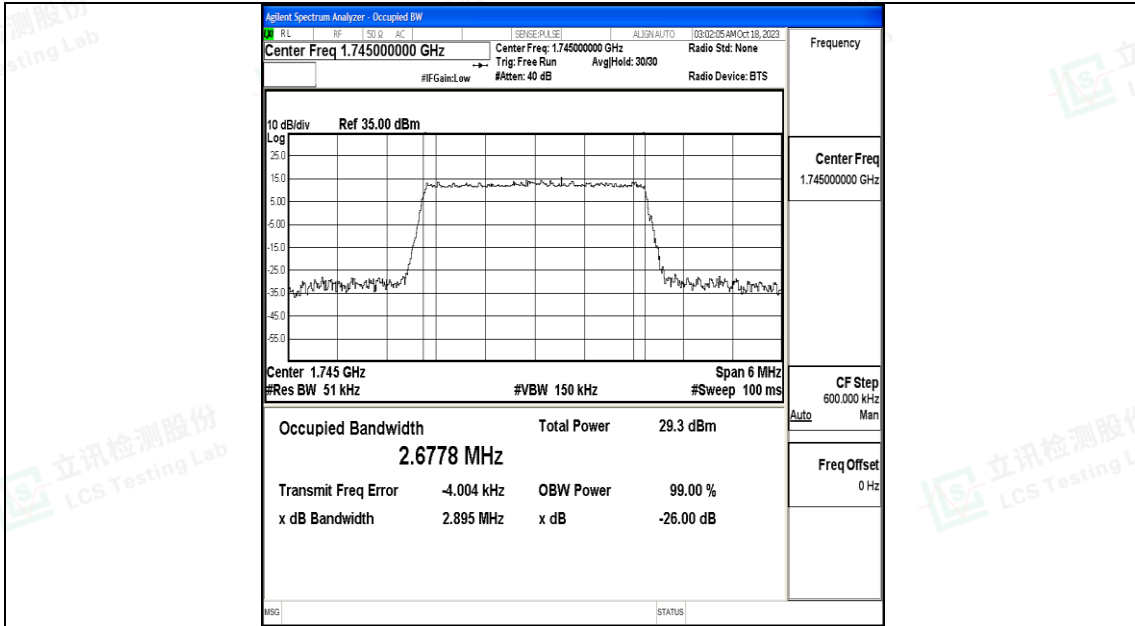 Agilent Spectrum Analyzer - Occupied BW
RL RF 50 Ω AC SENSE:PULSE ALIGN AUTO 03:02:05 AM Oct 18, 2023
Center Freq 1.745000000 GHz
Center Freq: 1.745000000 GHz
Radio Std: None
Trig: Free Run Avg|Hold: 30/30
#IFGain:Low #Atten: 40 dB Radio Device: BTS
10 dB/div Ref 35.00 dBm
Log
25.0
15.0
5.00
-5.00
-15.0
-25.0
-35.0
-45.0
-55.0
Center 1.745 GHz Span 6 MHz
#Res BW 51 kHz #VBW 150 kHz #Sweep 100 ms
Occupied Bandwidth Total Power 29.3 dBm
2.6778 MHz
Transmit Freq Error -4.004 kHz OBW Power 99.00 %
x dB Bandwidth 2.895 MHz x dB -26.00 dB
MSG STATUS
Frequency
Center Freq
1.745000000 GHz
CF Step
600.000 kHz
Auto Man
Freq Offset
0 Hz
立讯检测股份
LCS Testing Lab
立讯检测股份
LCS Testing L
测股份
sting Lab
立